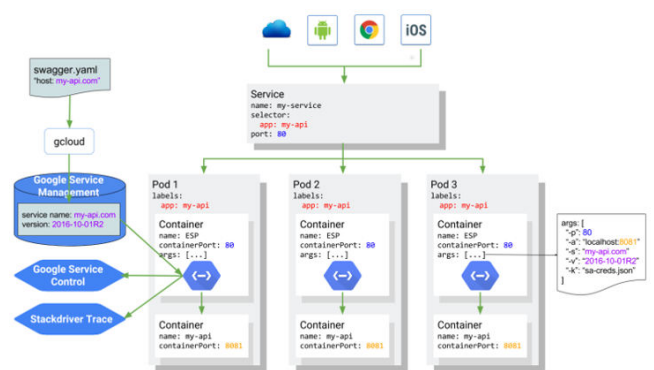 iOS
swagger.yaml
"host: my-api.com"
gcloud
Google Service
Management
service name: my-api.com
version: 2016-10-01R2
Google Service
Control
Stackdriver Trace
Service
name: my-service
selector:
app: my-api
port: 80
Pod 1
labels:
app: my-api
Container
name: ESP
containerPort: 80
args: [...]
Container
name: my-api
containerPort: 8081
Pod 2
labels:
app: my-api
Container
name: ESP
containerPort: 80
args: [...]
Container
name: my-api
containerPort: 8081
Pod 3
labels:
app: my-api
Container
name: ESP
containerPort: 80
args: [...]
Container
name: my-api
containerPort: 8081
args: [
"-p": 80
"-a": "localhost:8081"
"-s": "my-api.com"
"-v": "2016-10-01R2"
"-k": "sa-creds.json"
]